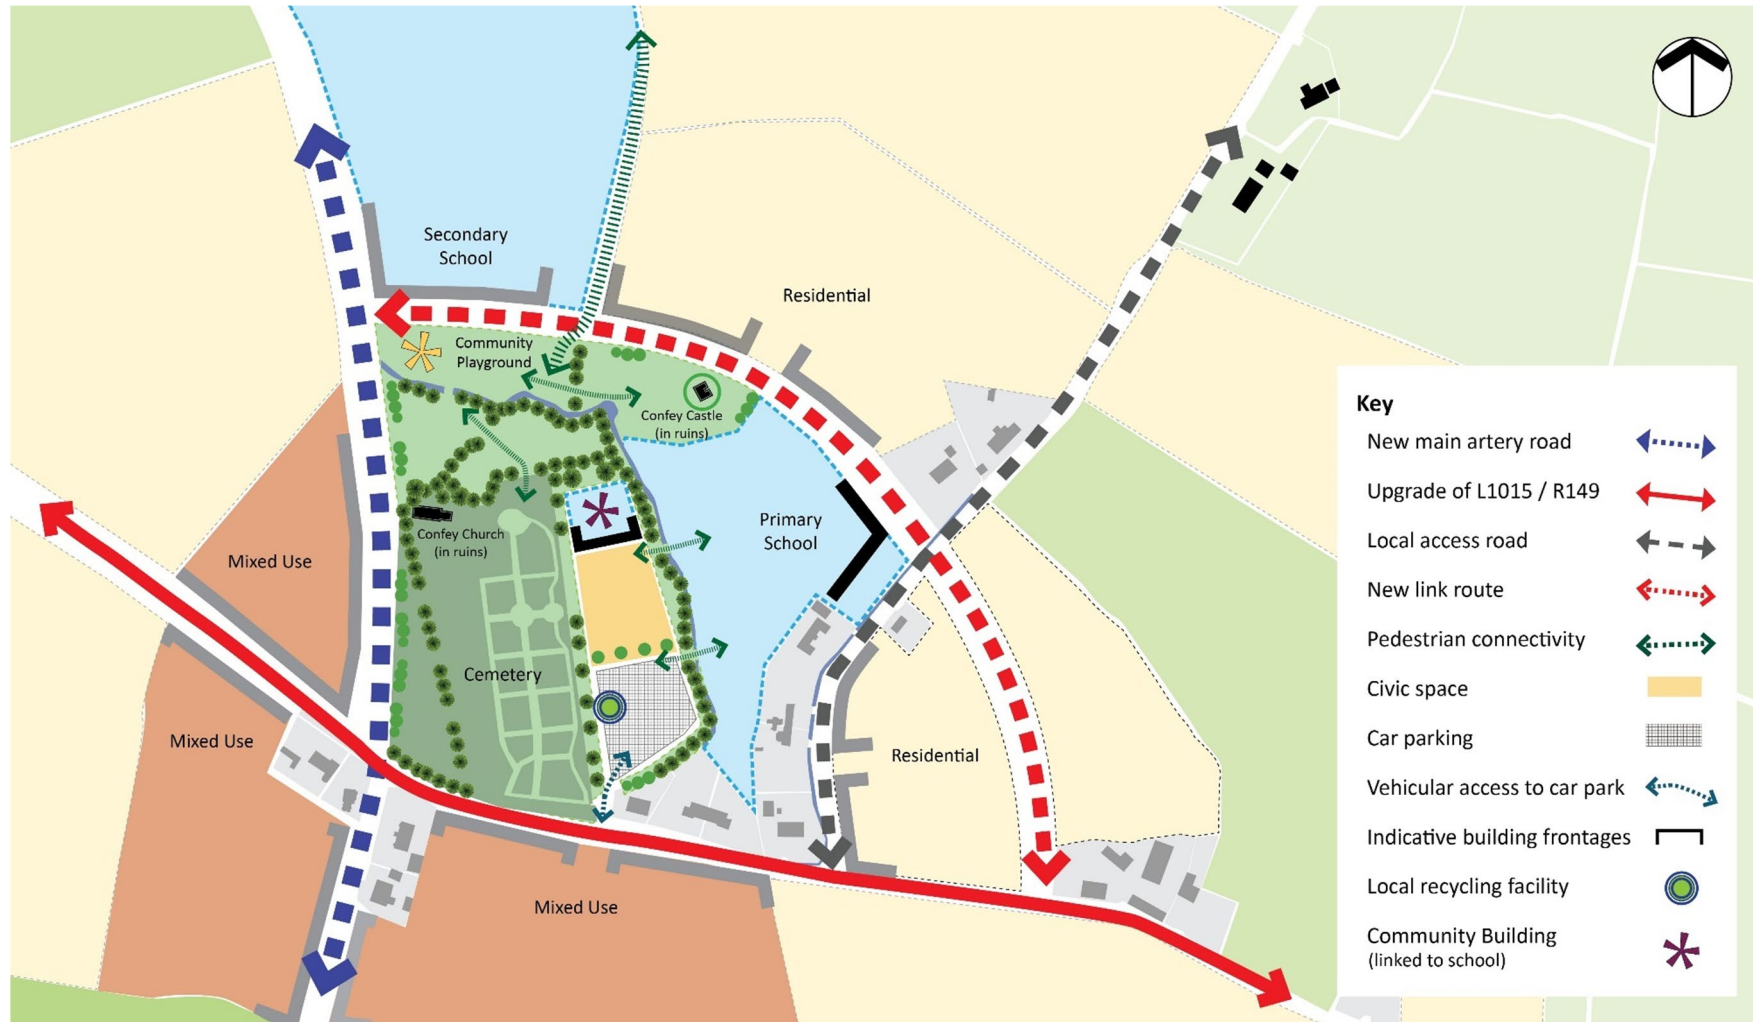 Secondary
School
Residential
Community
Playground
Confey Castle
(in ruins)
Primary
School
Confey Church
(in ruins)
Mixed Use
Cemetery
Mixed Use
Residential
Mixed Use
Key
New main artery road
Upgrade of L1015 / R149
Local access road
New link route
Pedestrian connectivity
Civic space
Car parking
Vehicular access to car park
Indicative building frontages
Local recycling facility
Community Building
(linked to school)